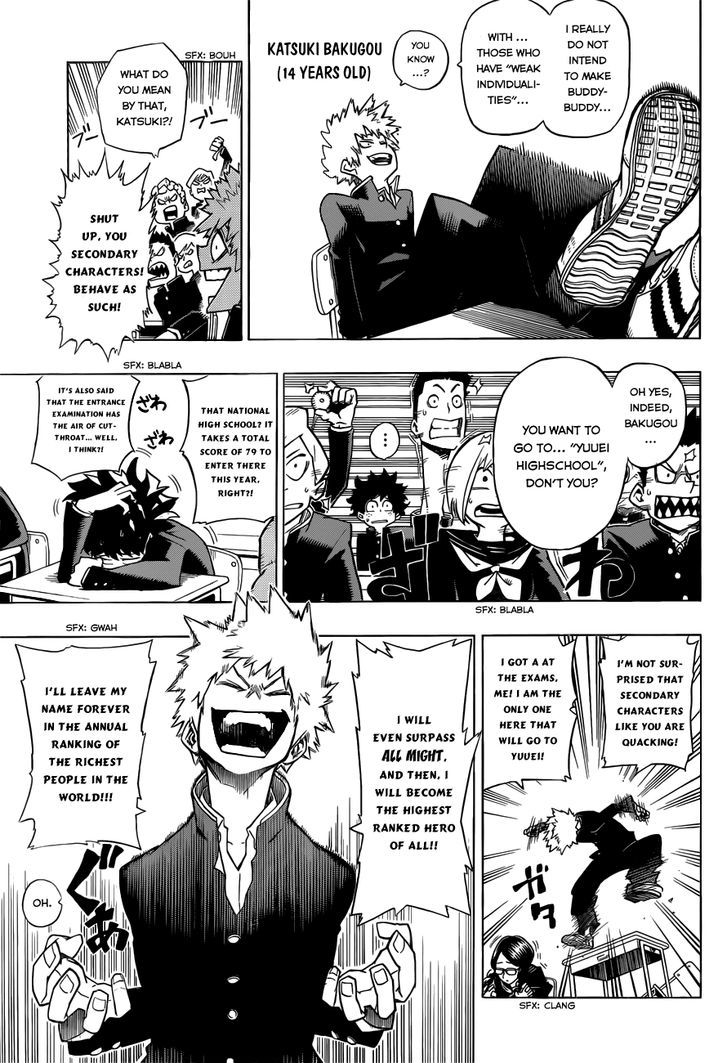 I REALLY
DO NOT
INTEND
TO MAKE
BUDDY-
BUDDY...
WITH ...
THOSE WHO
HAVE "WEAK
INDIVIDUALI-
TIES"...
YOU
KNOW
...?
KATSUKI BAKUGOU
(14 YEARS OLD)
SFX: BOUH
WHAT DO
YOU MEAN
BY THAT,
KATSUKI?!
ブー
ブー
SHUT
UP, YOU
SECONDARY
CHARACTERS!
BEHAVE AS
SUCH!
OH YES,
INDEED,
BAKUGOU
...
YOU WANT
TO GO
TO... "YUUEI
HIGHSCHOOL",
DON'T YOU?
...
ざわ
SFX: BLABLA
SFX: BLABLA
THAT NATIONAL
HIGH SCHOOL? IT
TAKES A TOTAL
SCORE OF 79 TO
ENTER THERE
THIS YEAR,
RIGHT?!
ざわ
ざわ
IT'S ALSO SAID
THAT THE ENTRANCE
EXAMINATION HAS
THE AIR OF CUT-
THROAT... WELL,
I THINK?!
I'M NOT SUR-
PRISED THAT
SECONDARY
CHARACTERS
LIKE YOU ARE
QUACKING!
I GOT A AT
THE EXAMS,
ME! I AM THE
ONLY ONE
HERE THAT
WILL GO TO
YUUEI!
ガタ
SFX: CLANG
SFX: GWAH
I WILL
EVEN SURPASS
ALL MIGHT,
AND THEN, I
WILL BECOME
THE HIGHEST
RANKED HERO
OF ALL!!
I'LL LEAVE MY
NAME FOREVER
IN THE ANNUAL
RANKING OF
THE RICHEST
PEOPLE IN THE
WORLD!!!
ぐあ
OH.